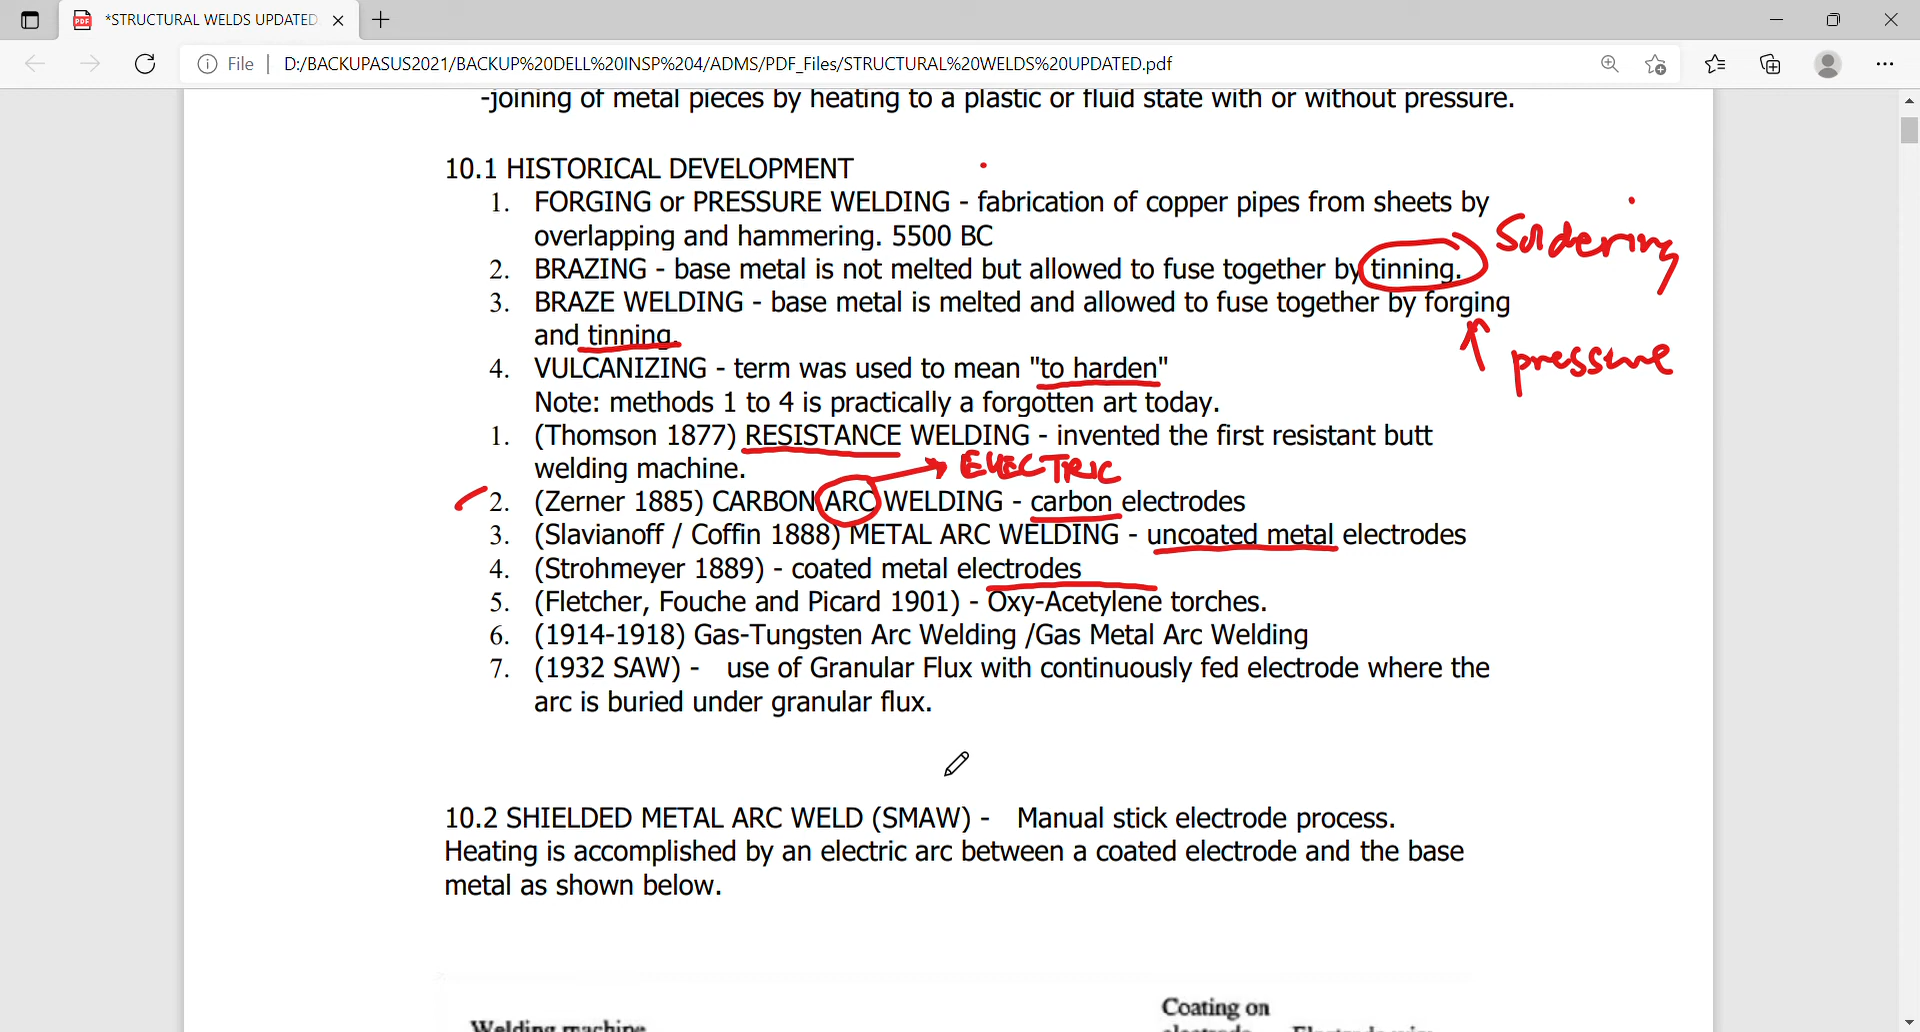 *STRUCTURAL WELDS UPDATED
File | D:/BACKUPASUS2021/BACKUP%20DELL%20INSP%204/ADMS/PDF_Files/STRUCTURAL%20WELDS%20UPDATED.pdf
-joining of metal pieces by heating to a plastic or fluid state with or without pressure.
10.1 HISTORICAL DEVELOPMENT
1. FORGING or PRESSURE WELDING - fabrication of copper pipes from sheets by
overlapping and hammering. 5500 BC
Soldering
2. BRAZING - base metal is not melted but allowed to fuse together by tinning.
3. BRAZE WELDING - base metal is melted and allowed to fuse together by forging
and tinning.
pressure
4. VULCANIZING - term was used to mean "to harden"
Note: methods 1 to 4 is practically a forgotten art today.
1. (Thomson 1877) RESISTANCE WELDING - invented the first resistant butt
welding machine.
ELECTRIC
2. (Zerner 1885) CARBON ARC WELDING - carbon electrodes
3. (Slavianoff / Coffin 1888) METAL ARC WELDING - uncoated metal electrodes
4. (Strohmeyer 1889) - coated metal electrodes
5. (Fletcher, Fouche and Picard 1901) - Oxy-Acetylene torches.
6. (1914-1918) Gas-Tungsten Arc Welding /Gas Metal Arc Welding
7. (1932 SAW) - use of Granular Flux with continuously fed electrode where the
arc is buried under granular flux.
10.2 SHIELDED METAL ARC WELD (SMAW) - Manual stick electrode process.
Heating is accomplished by an electric arc between a coated electrode and the base
metal as shown below.
Coating on
Welding machine